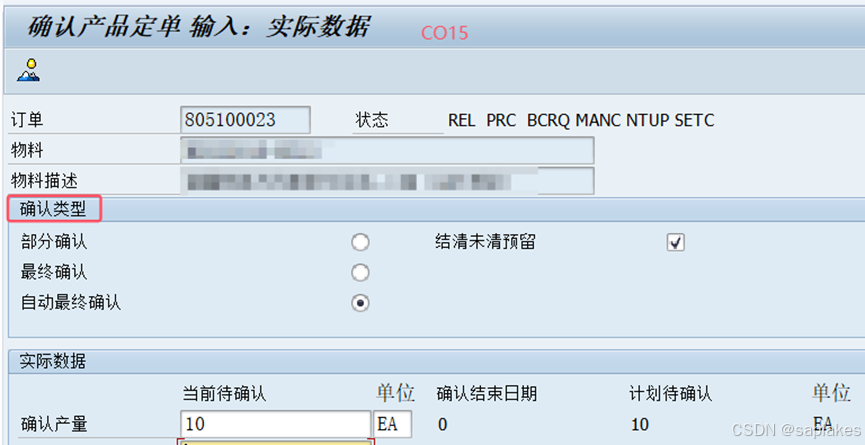 确认产品定单 输入：实际数据 CO15
订单 805100023 状态 REL PRC BCRQ MANC NTUP SETC
物料
物料描述
确认类型
部分确认 结清未清预留
最终确认
自动最终确认
实际数据
当前待确认 单位 确认结束日期 计划待确认 单位
确认产量 10 EA 0 10 EA
CSDN @saplakes